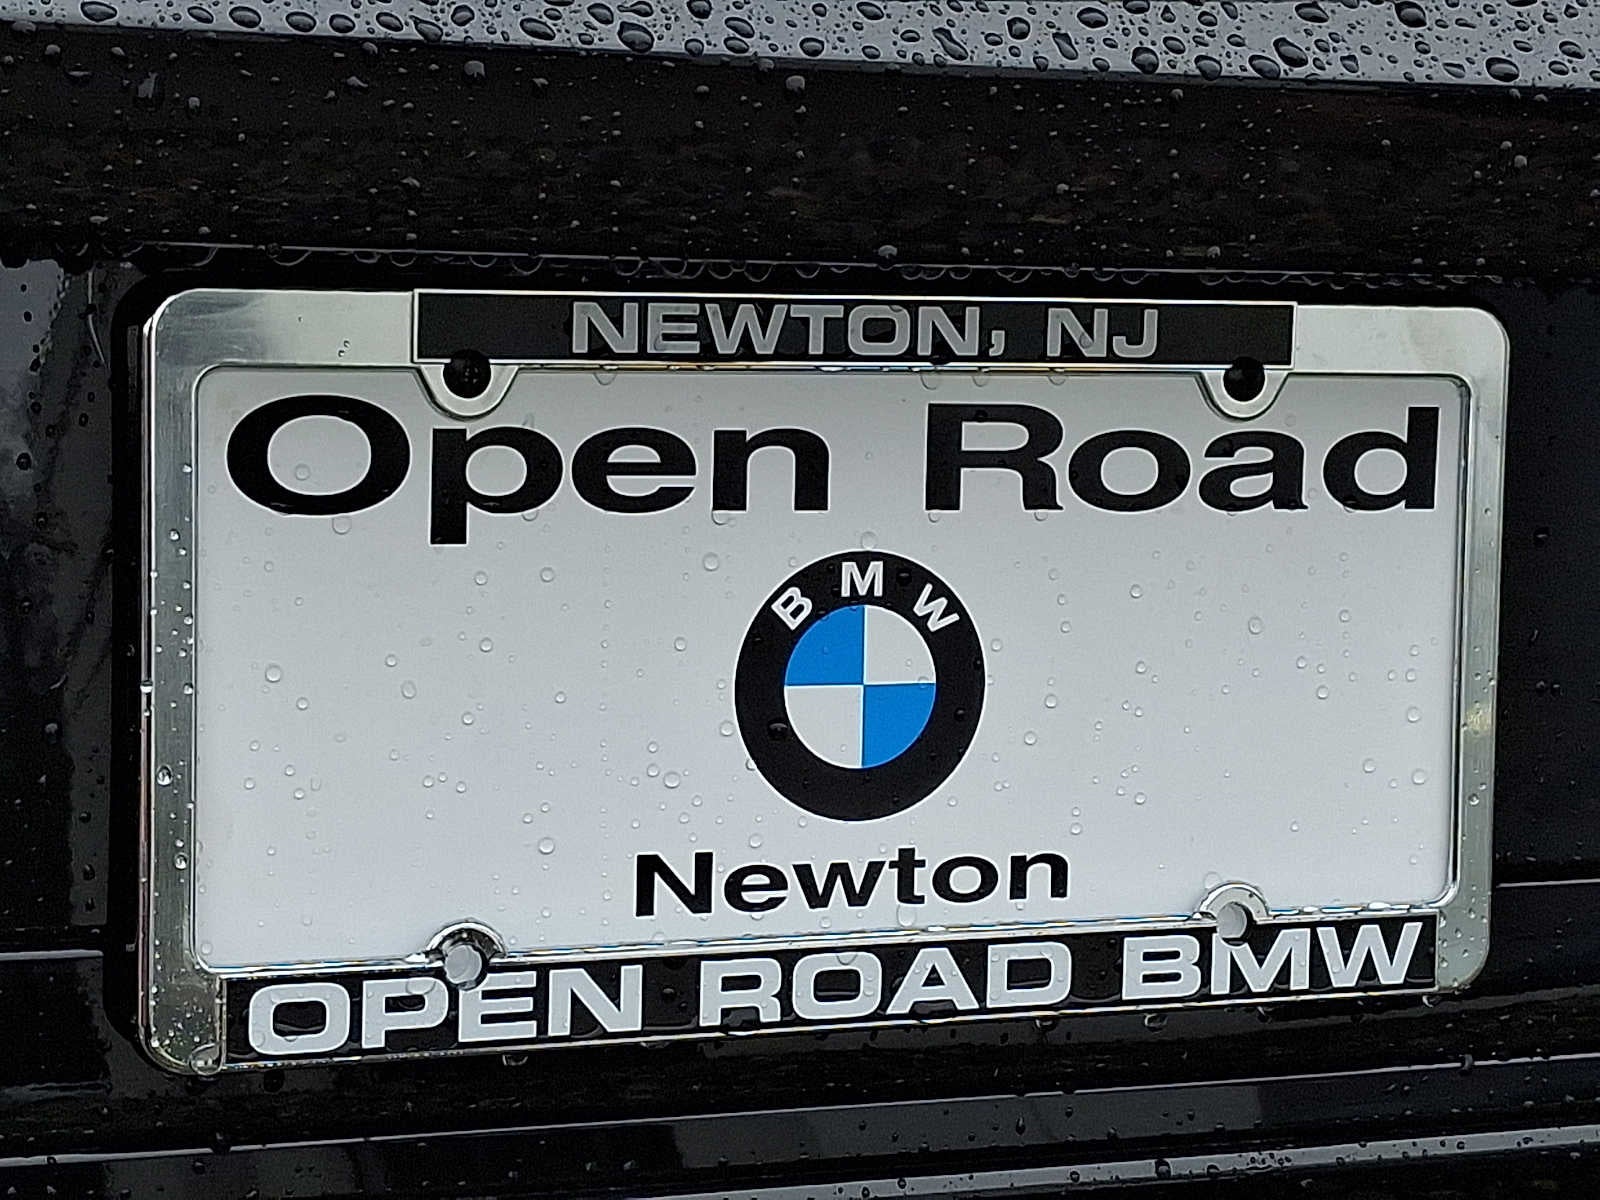 NEWTON, NJ
Open Road
BMW
Newton
OPEN ROAD BMW